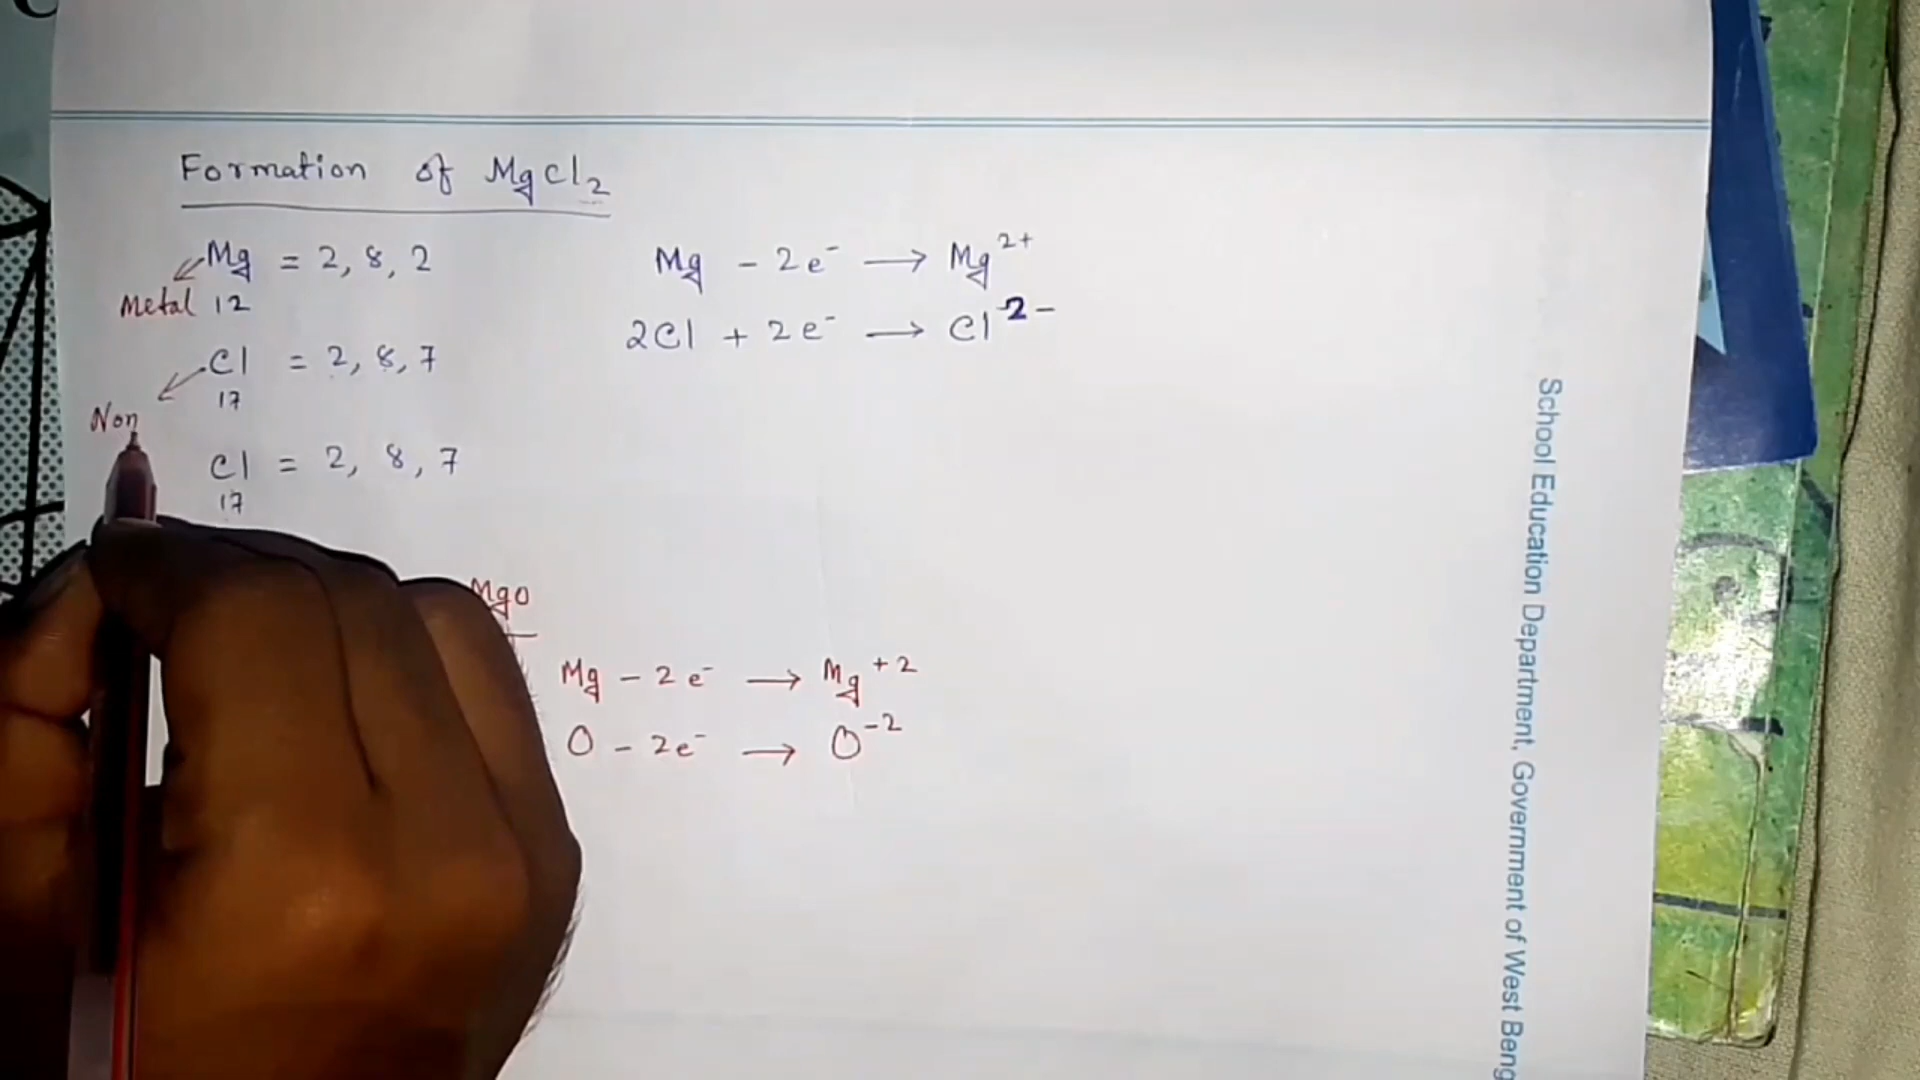 Formation of MgCl₂
Mg = 2, 8, 2
Metal 12
Cl = 2, 8, 7
17
Non
Cl = 2, 8, 7
17
Mg - 2e⁻ → Mg²⁺
2Cl + 2e⁻ → Cl²⁻
MgO
Mg - 2e⁻ → Mg⁺²
O - 2e⁻ → O⁻²
School Education Department, Government of West Beng